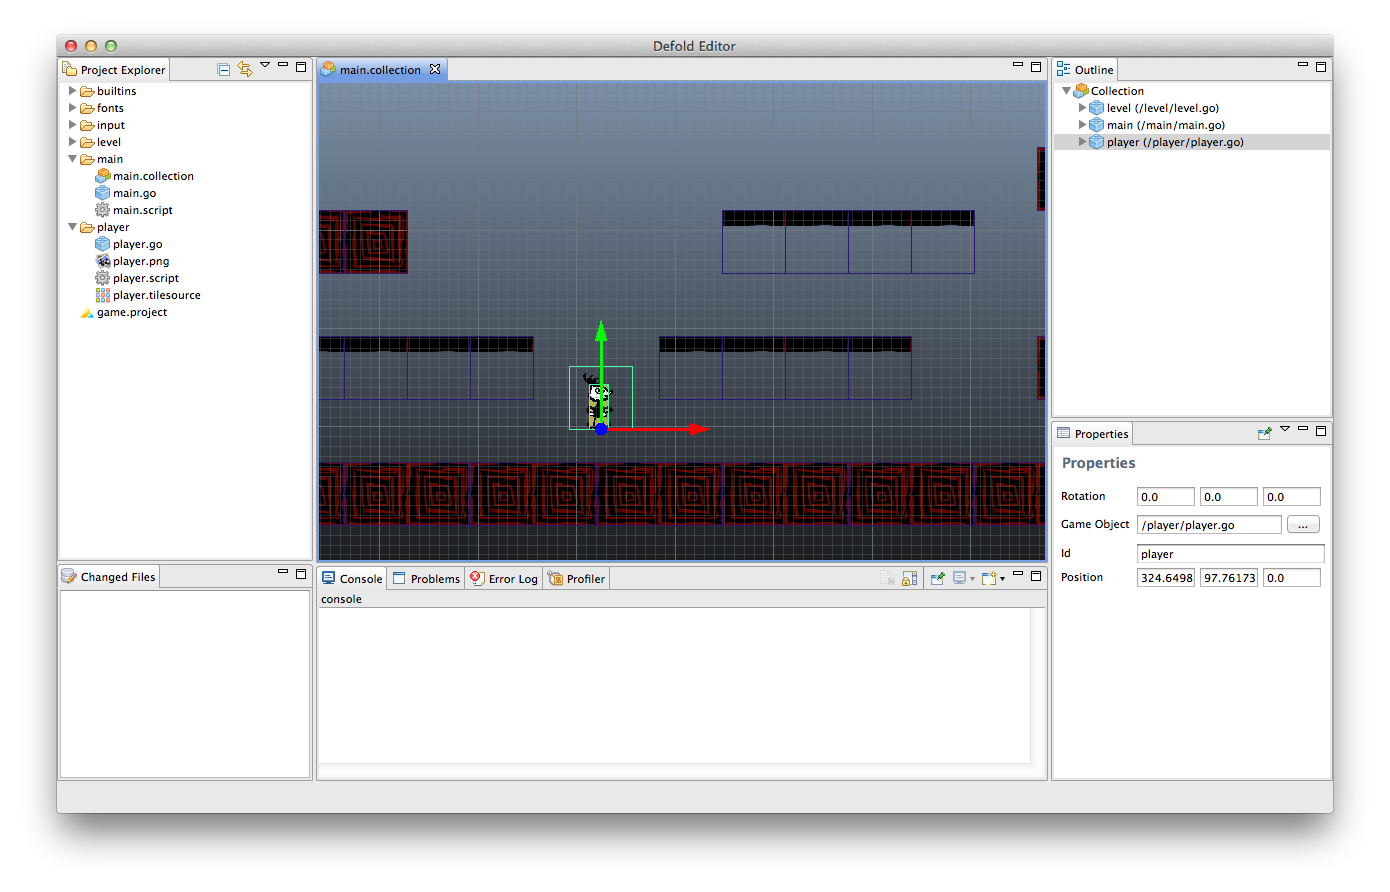 Defold Editor
Project Explorer
builtins
fonts
input
level
main
main.collection
main.go
main.script
player
player.go
player.png
player.script
player.tilesource
game.project
Changed Files
main.collection
Console
Problems
Error Log
Profiler
console
Outline
Collection
level (/level/level.go)
main (/main/main.go)
player (/player/player.go)
Properties
Properties
Rotation 0.0 0.0 0.0
Game Object /player/player.go ...
Id player
Position 324.6498 97.76173 0.0